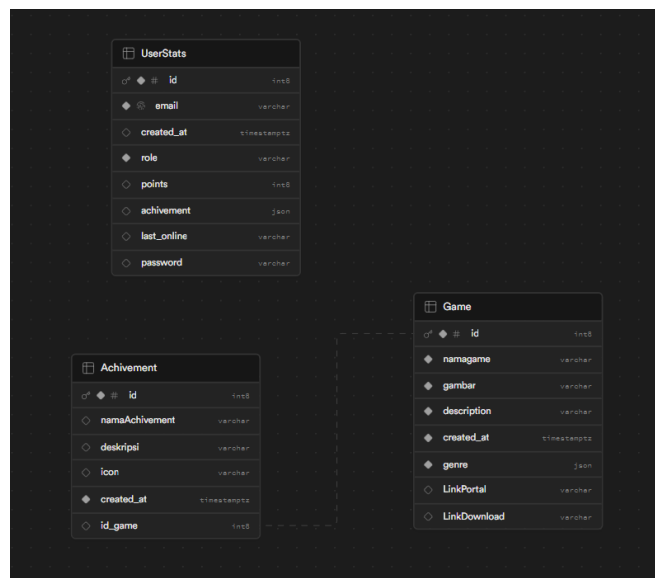 UserStats
# id int8
email varchar
created_at timestamptz
role varchar
points int8
achivement json
last_online varchar
password varchar
Achivement
# id int8
namaAchivement varchar
deskripsi varchar
icon varchar
created_at timestamptz
id_game int8
Game
# id int8
namagame varchar
gambar varchar
description varchar
created_at timestamptz
genre json
LinkPortal varchar
LinkDownload varchar